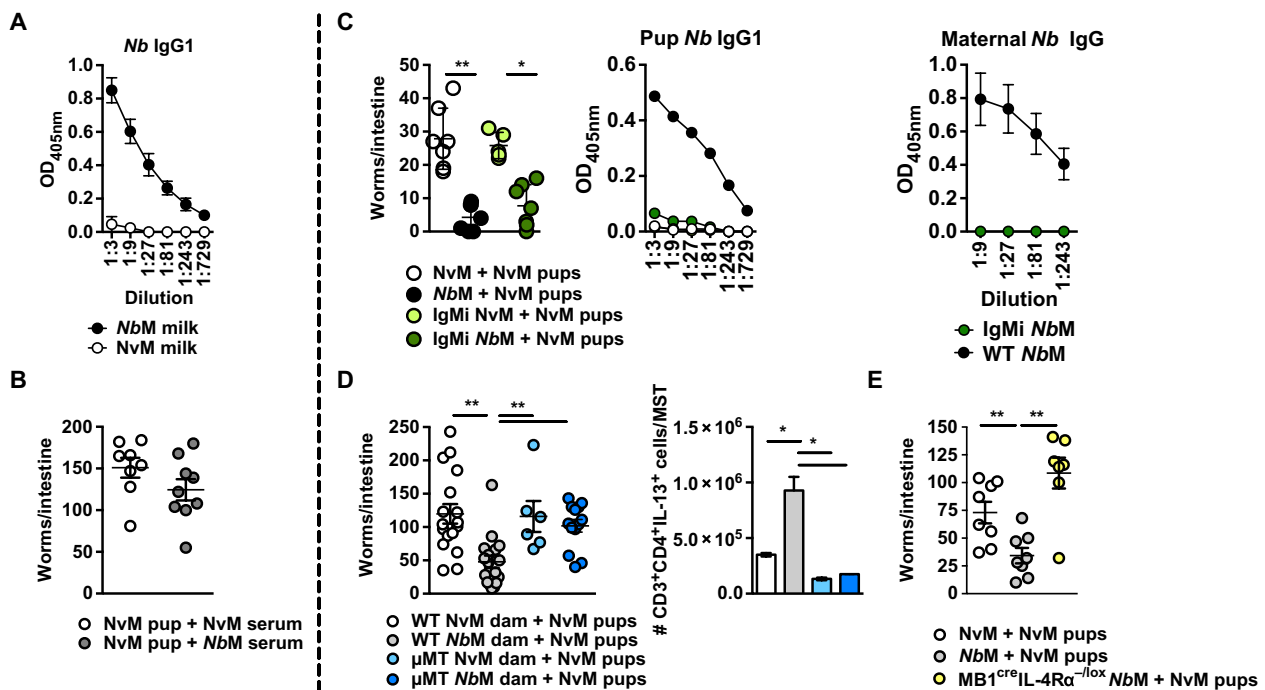 A
Nb IgG1
OD405nm
1.0
0.8
0.6
0.4
0.2
0.0
1:3
1:9
1:27
1:81
1:243
1:729
Dilution
NbM milk
NvM milk
B
Worms/intestine
200
150
100
50
0
NvM pup + NvM serum
NvM pup + NbM serum
C
Worms/intestine
50
40
30
20
10
0
**
*
NvM + NvM pups
NbM + NvM pups
IgMi NvM + NvM pups
IgMi NbM + NvM pups
Pup Nb IgG1
OD405nm
0.6
0.4
0.2
0.0
1:3
1:9
1:27
1:81
1:243
1:729
Maternal Nb IgG
OD405nm
1.0
0.8
0.6
0.4
0.2
0.0
1:9
1:27
1:81
1:243
Dilution
IgMi NbM
WT NbM
D
Worms/intestine
250
200
150
100
50
0
**
**
WT NvM dam + NvM pups
WT NbM dam + NvM pups
µMT NvM dam + NvM pups
µMT NbM dam + NvM pups
# CD3+CD4+IL-13+ cells/MST
1.5 × 10⁶
1.0 × 10⁶
5.0 × 10⁵
0.0
*
*
E
Worms/intestine
150
125
100
75
50
25
0
**
**
NvM + NvM pups
NbM + NvM pups
MB1creIL-4Rα−/lox NbM + NvM pups